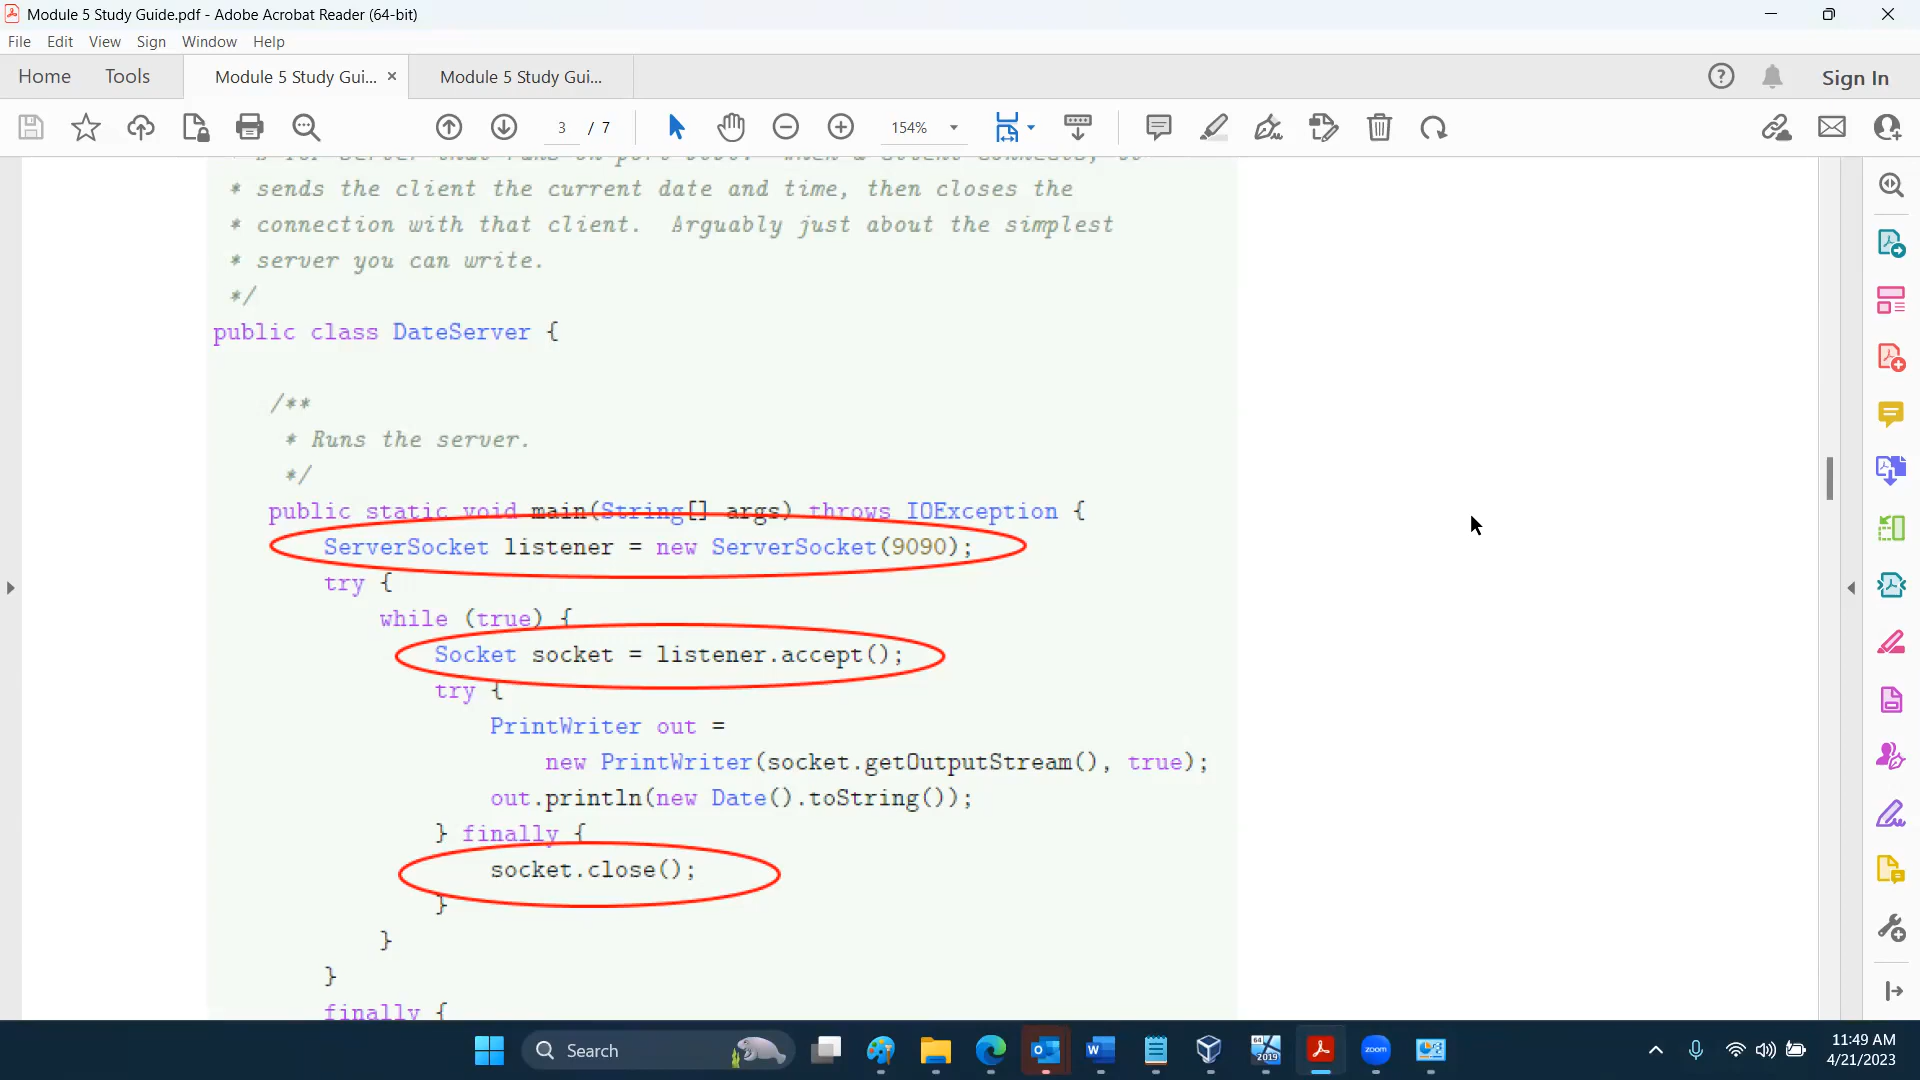 Module 5 Study Guide.pdf - Adobe Acrobat Reader (64-bit)
File Edit View Sign Window Help
Home Tools Module 5 Study Gui... × Module 5 Study Gui... Sign In
3 / 7 154%
* sends the client the current date and time, then closes the
* connection with that client.  Arguably just about the simplest
* server you can write.
*/
public class DateServer {
/**
* Runs the server.
*/
public static void main(String[] args) throws IOException {
ServerSocket listener = new ServerSocket(9090);
try {
while (true) {
Socket socket = listener.accept();
try {
PrintWriter out =
new PrintWriter(socket.getOutputStream(), true);
out.println(new Date().toString());
} finally {
socket.close();
}
}
}
finally {
Search
64
2019
zoom
11:49 AM
4/21/2023